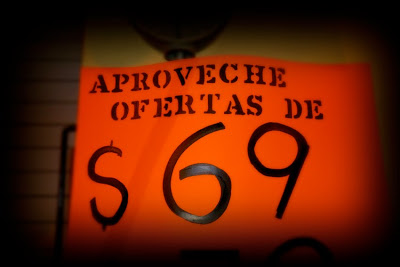 APROVECHE
OFERTAS DE
$69